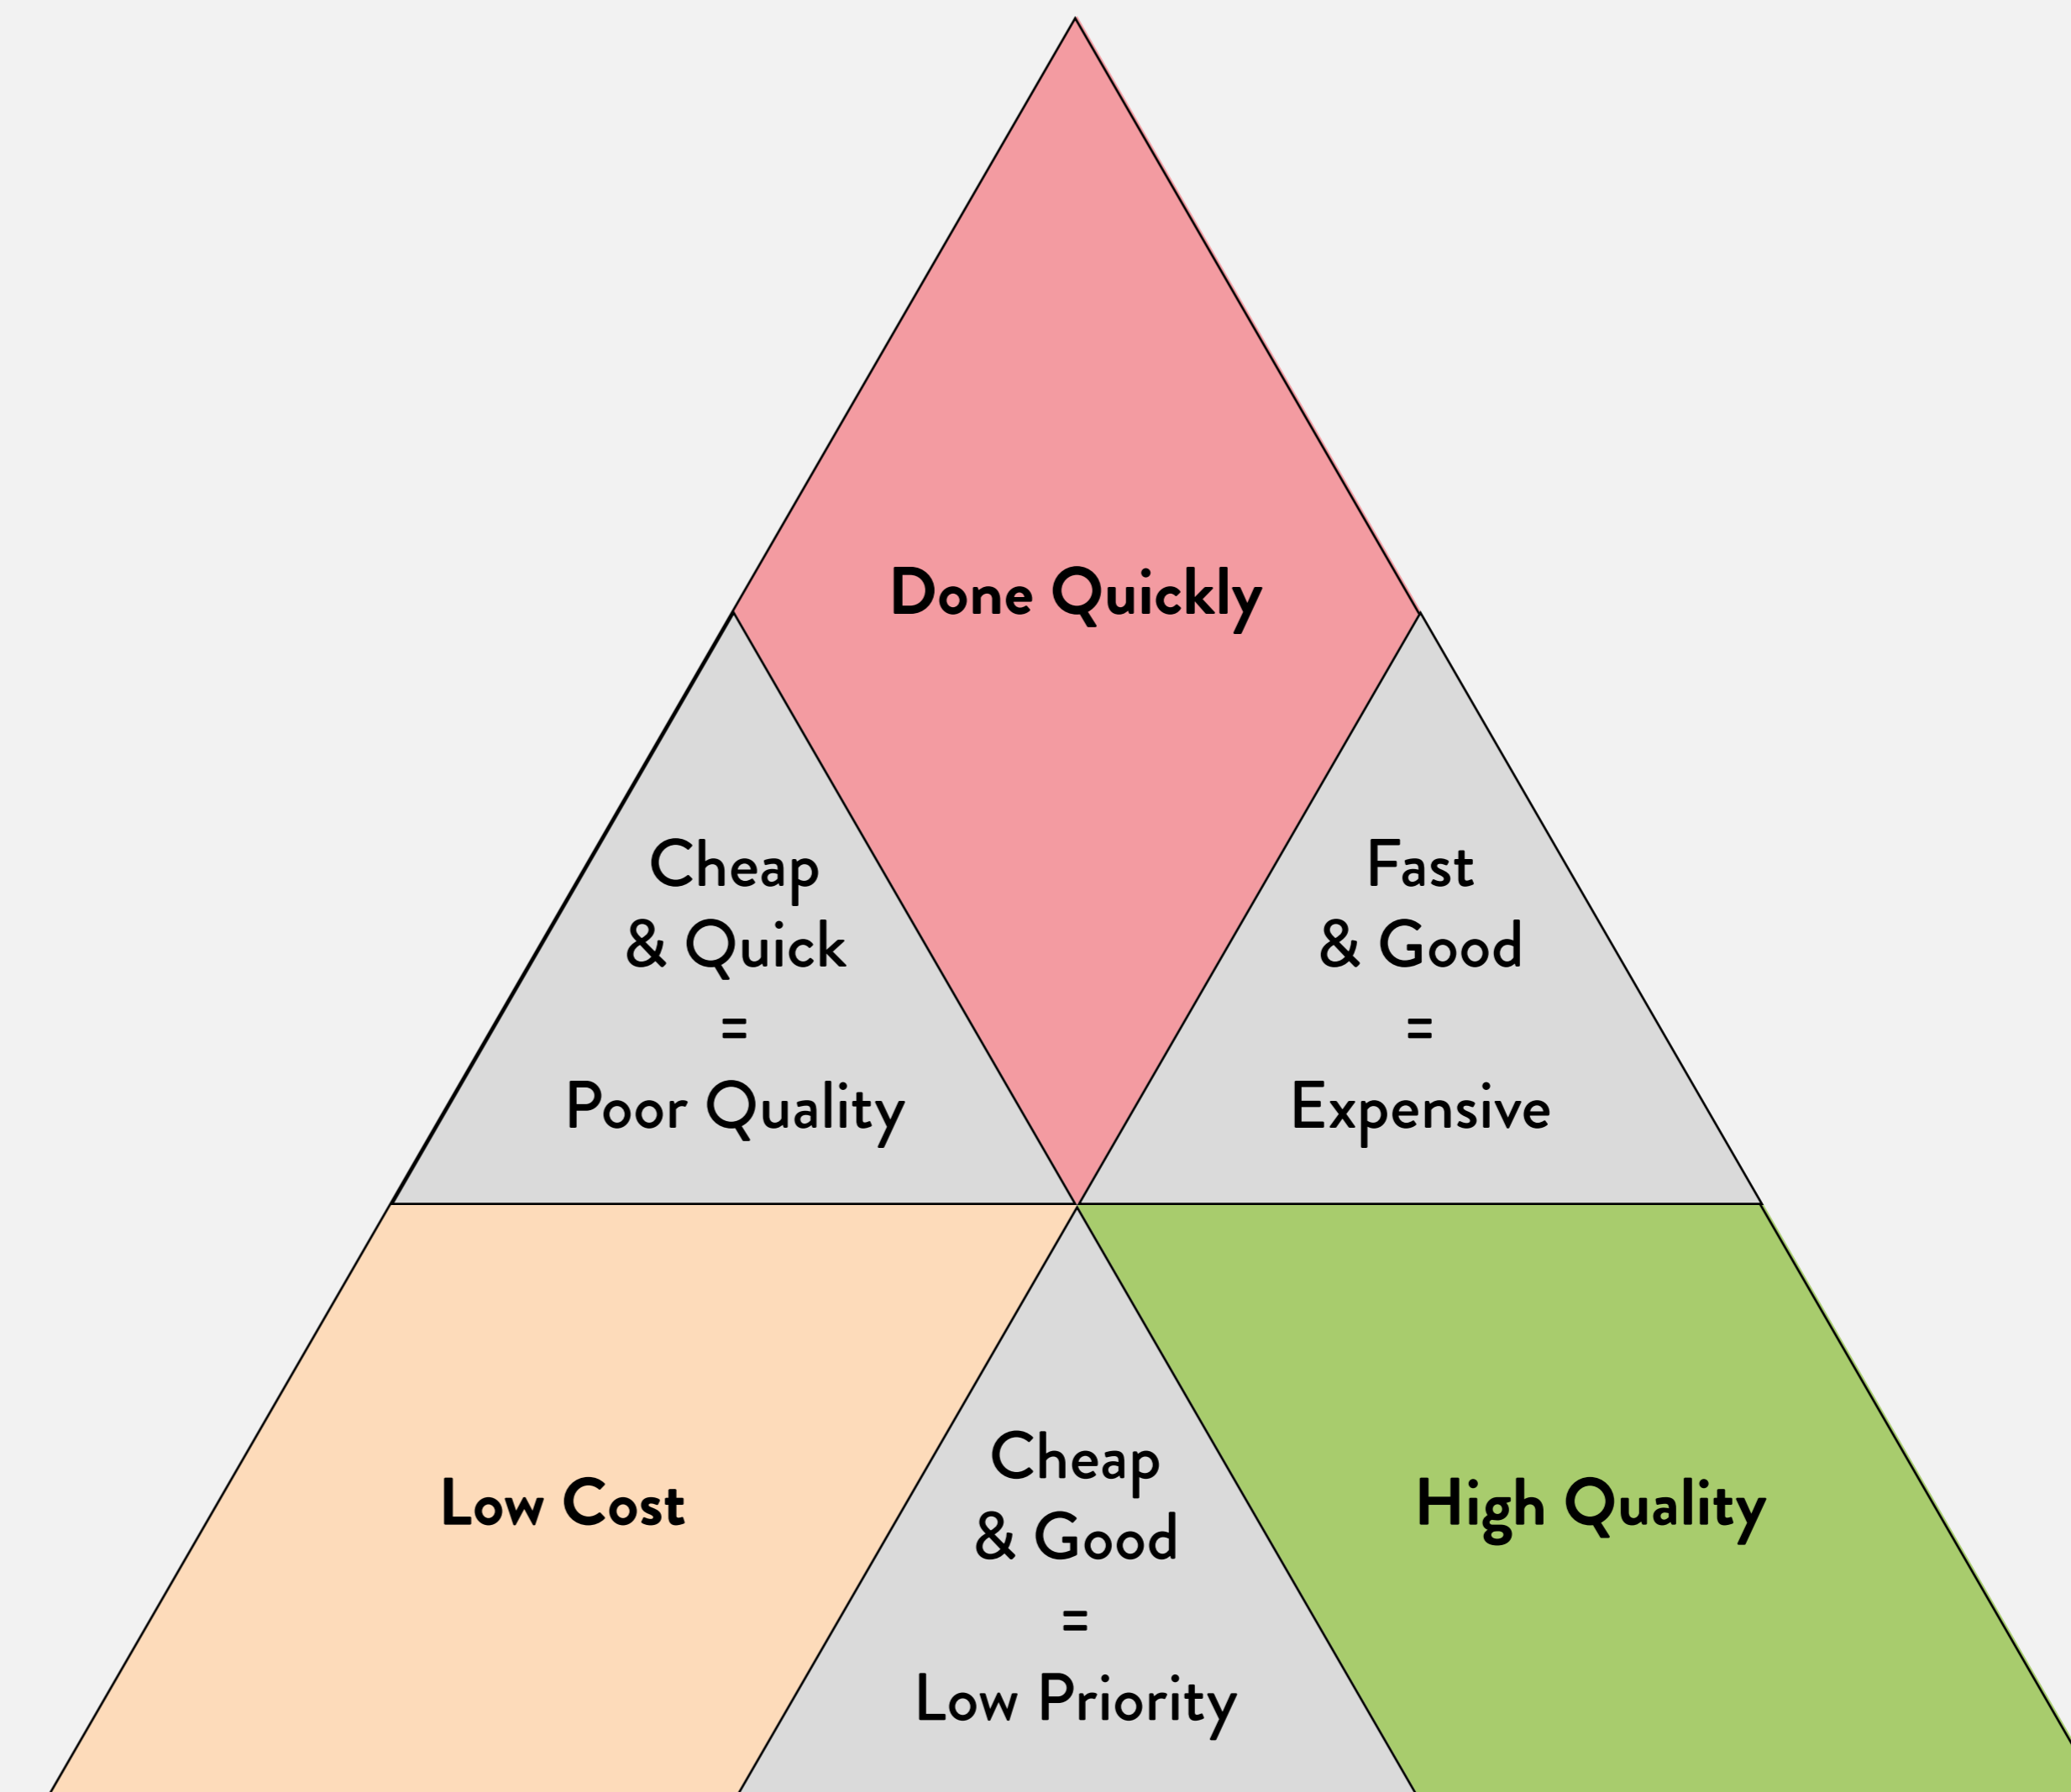 Done Quickly
Cheap
& Quick
=
Poor Quality
Fast
& Good
=
Expensive
Low Cost
Cheap
& Good
=
Low Priority
High Quality